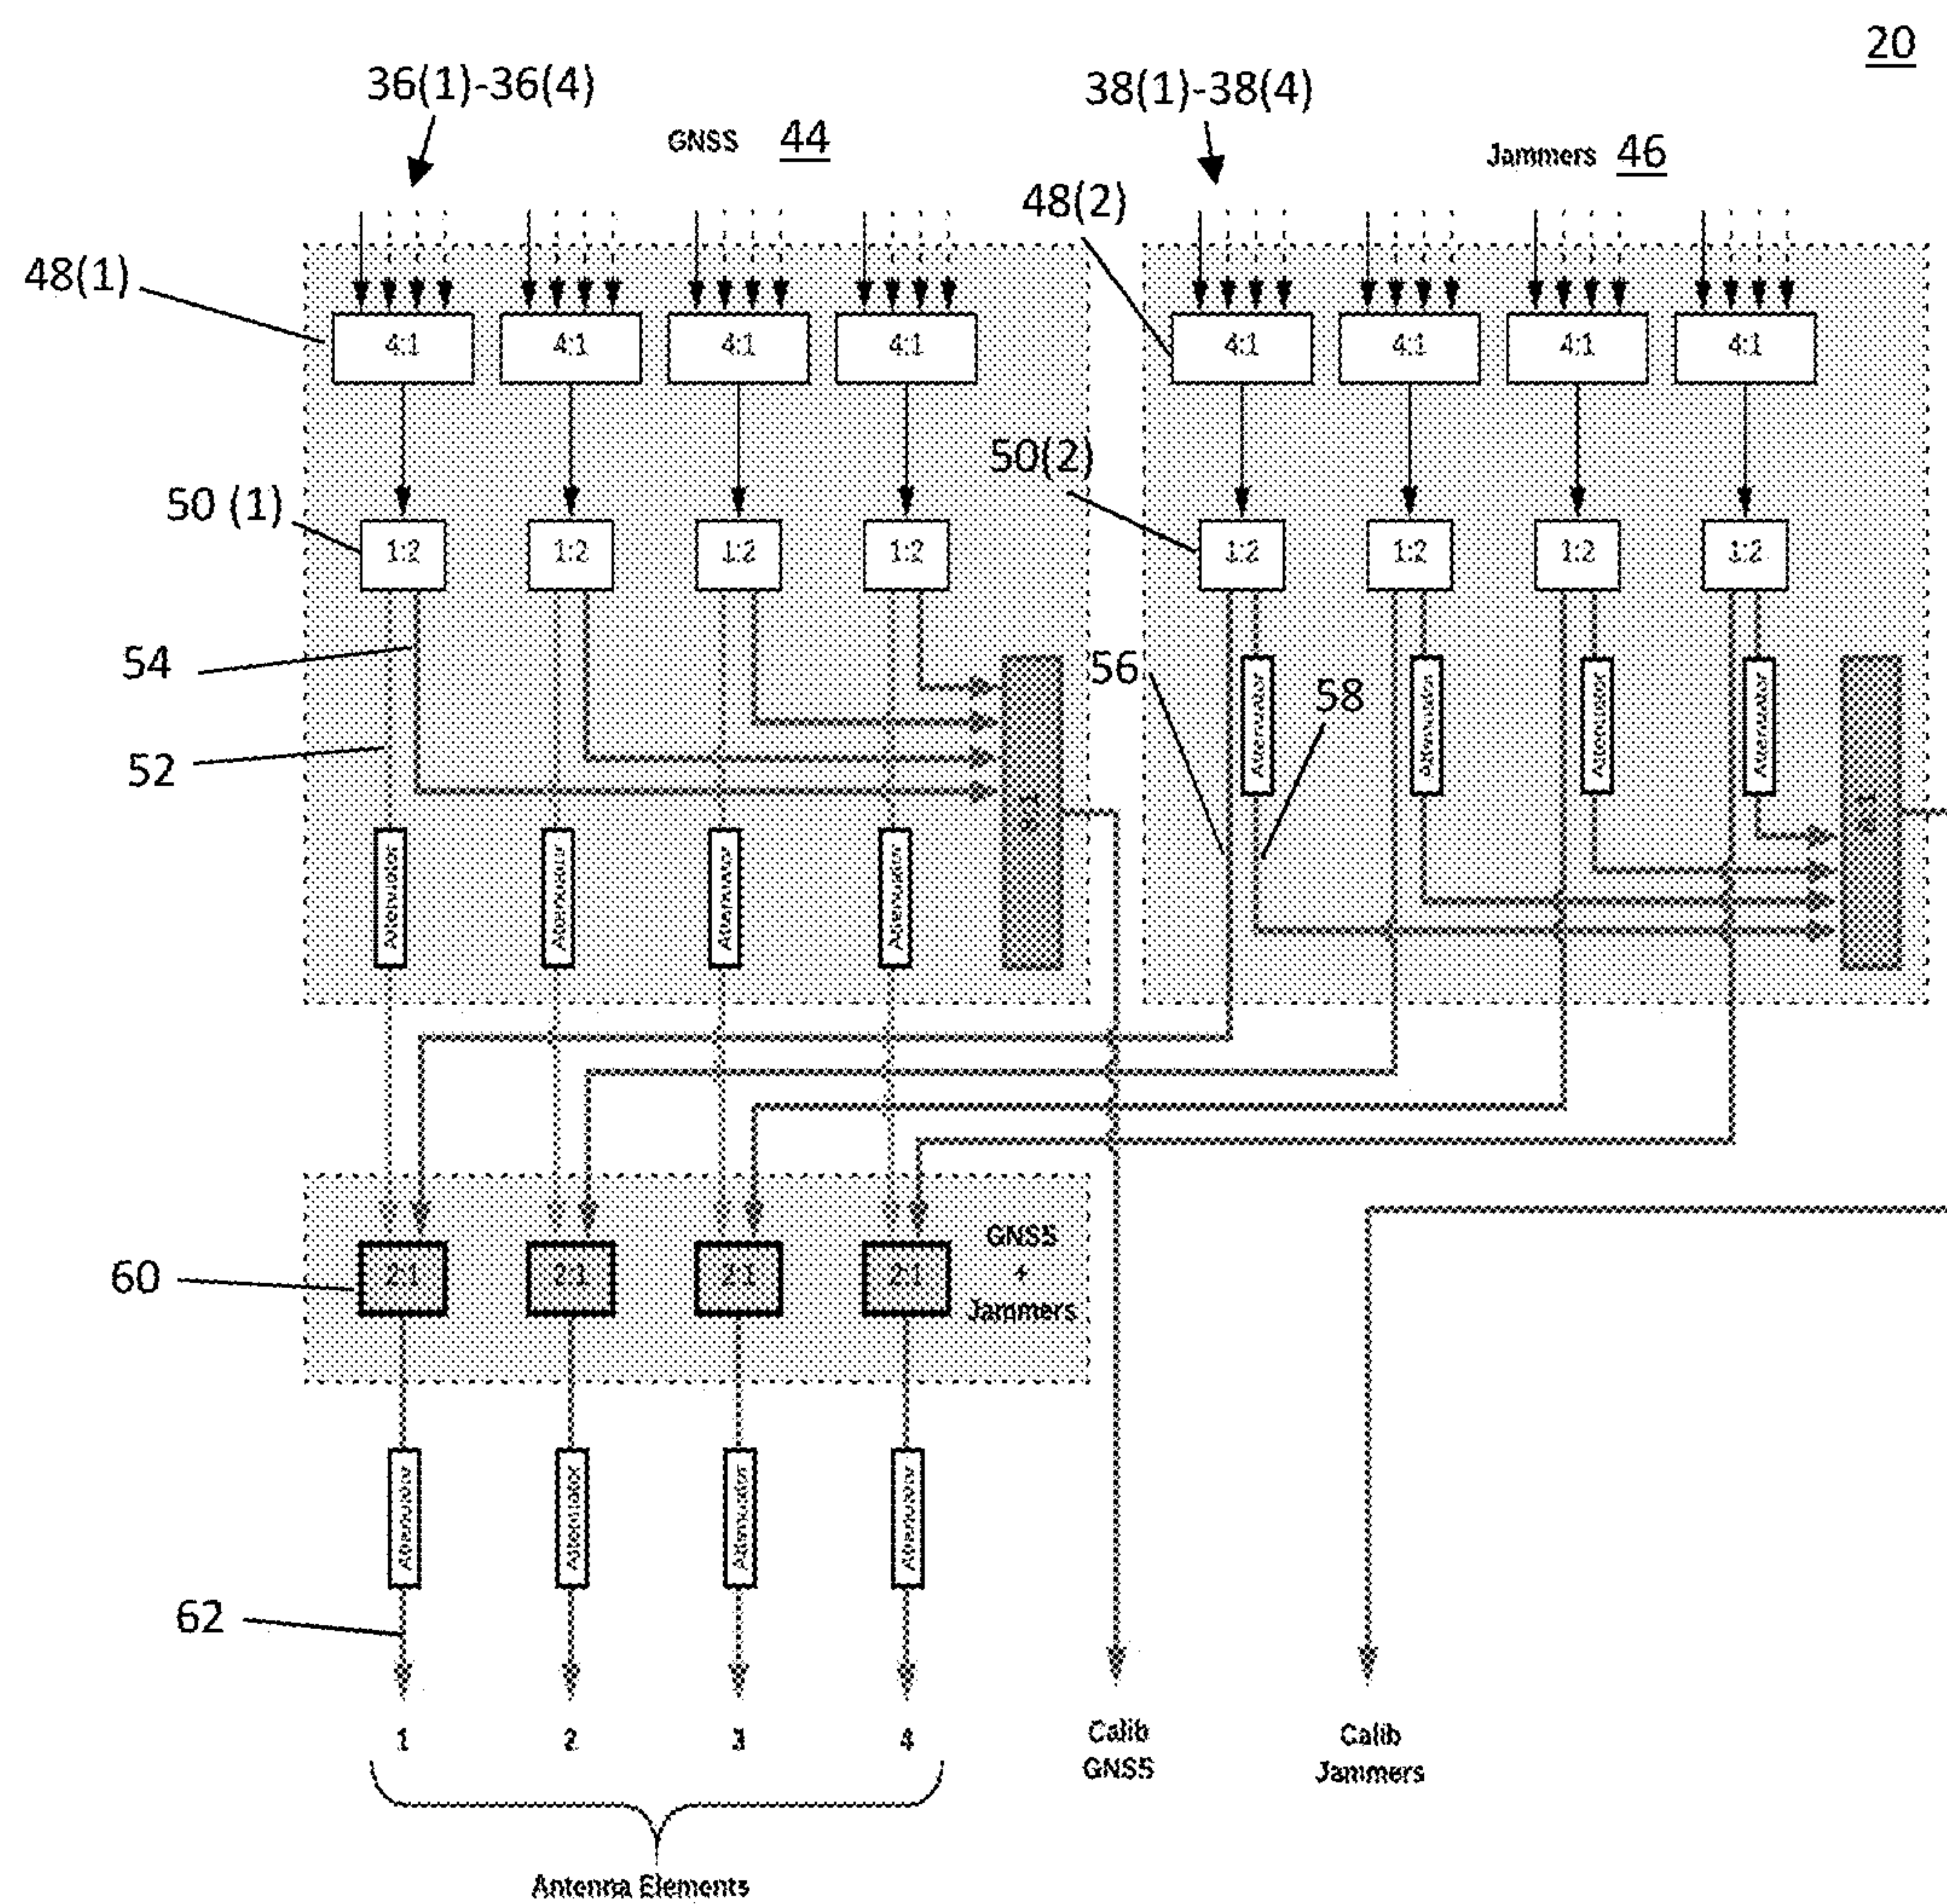 20
36(1)-36(4)
38(1)-38(4)
GNSS 44
Jammers 46
48(2)
48(1)
4:1 4:1 4:1 4:1 4:1 4:1 4:1 4:1
50(2)
50 (1)
1:2 1:2 1:2 1:2 1:2 1:2 1:2 1:2
54
56
58
Attenuator Attenuator Attenuator Attenuator
52
Attenuator Attenuator Attenuator Attenuator
GNSS
+
Jammers
60
2:1 2:1 2:1 2:1
Attenuator Attenuator Attenuator Attenuator
62
1 2 3 4
Calib
GNSS
Calib
Jammers
Antenna Elements